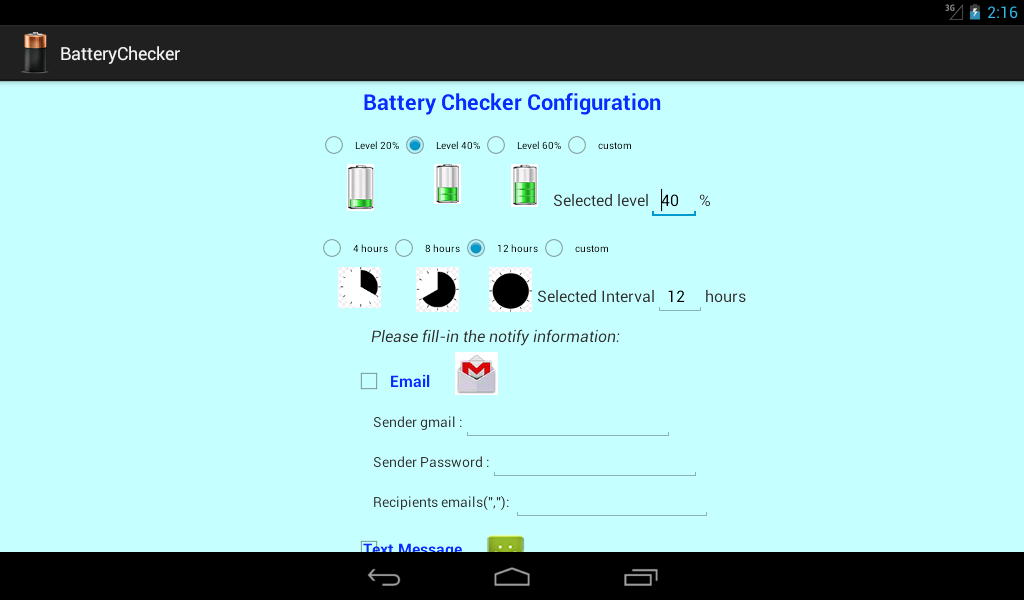 3G 2:16
BatteryChecker
Battery Checker Configuration
Level 20% Level 40% Level 60% custom
Selected level 40 %
4 hours 8 hours 12 hours custom
Selected Interval 12 hours
Please fill-in the notify information:
Email
Sender gmail :
Sender Password :
Recipients emails(","):
Text Message